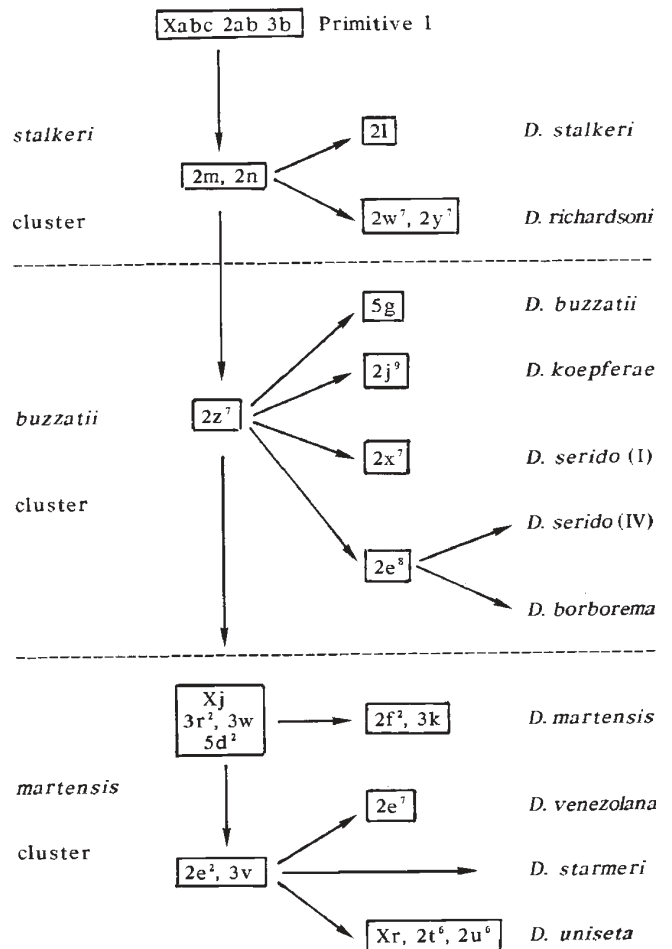 Xabc 2ab 3b Primitive I
stalkeri 2l D. stalkeri
2m, 2n
cluster 2w⁷, 2y⁷ D. richardsoni
5g D. buzzatii
2j⁹ D. koepferae
buzzatii 2z⁷
2x⁷ D. serido (I)
cluster
D. serido (IV)
2e⁸
D. borborema
Xj
3r², 3w 2f², 3k D. martensis
5d²
martensis 2e⁷ D. venezolana
cluster
2e², 3v D. starmeri
Xr, 2t⁶, 2u⁶ D. uniseta